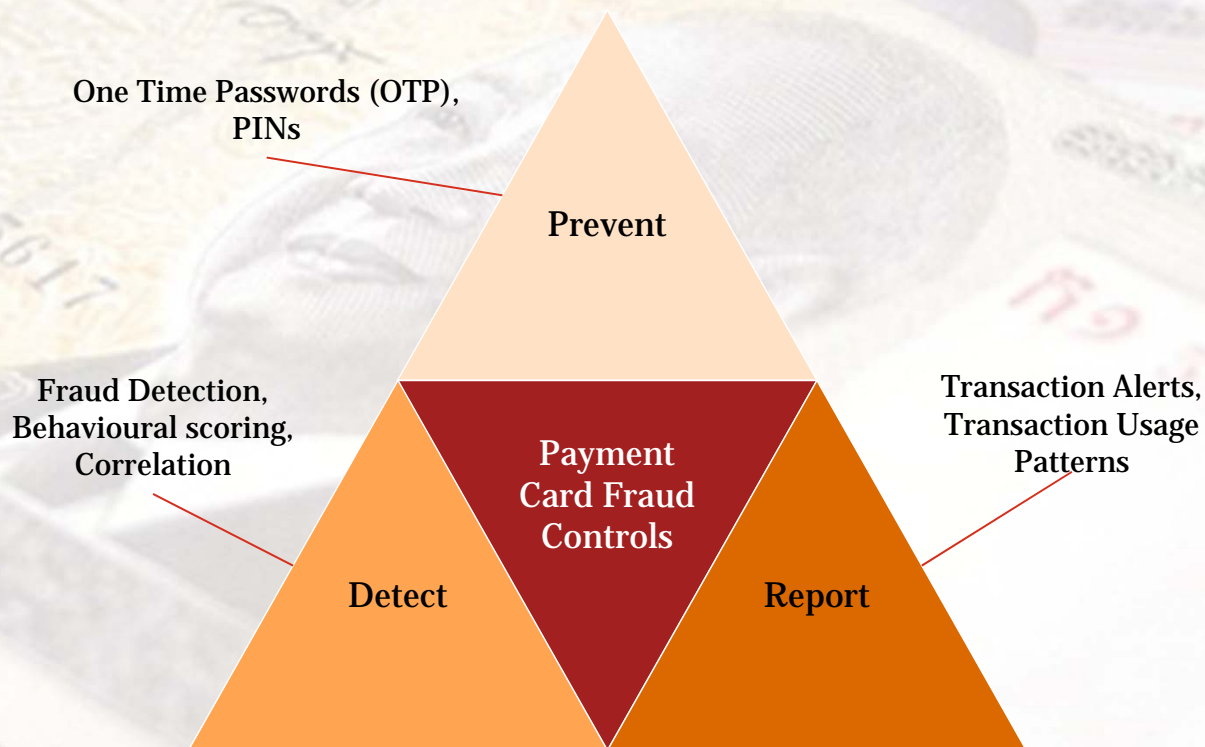 One Time Passwords (OTP),
PINs
Prevent
Fraud Detection,
Behavioural scoring,
Correlation
Transaction Alerts,
Transaction Usage
Patterns
Payment
Card Fraud
Controls
Detect
Report
5617